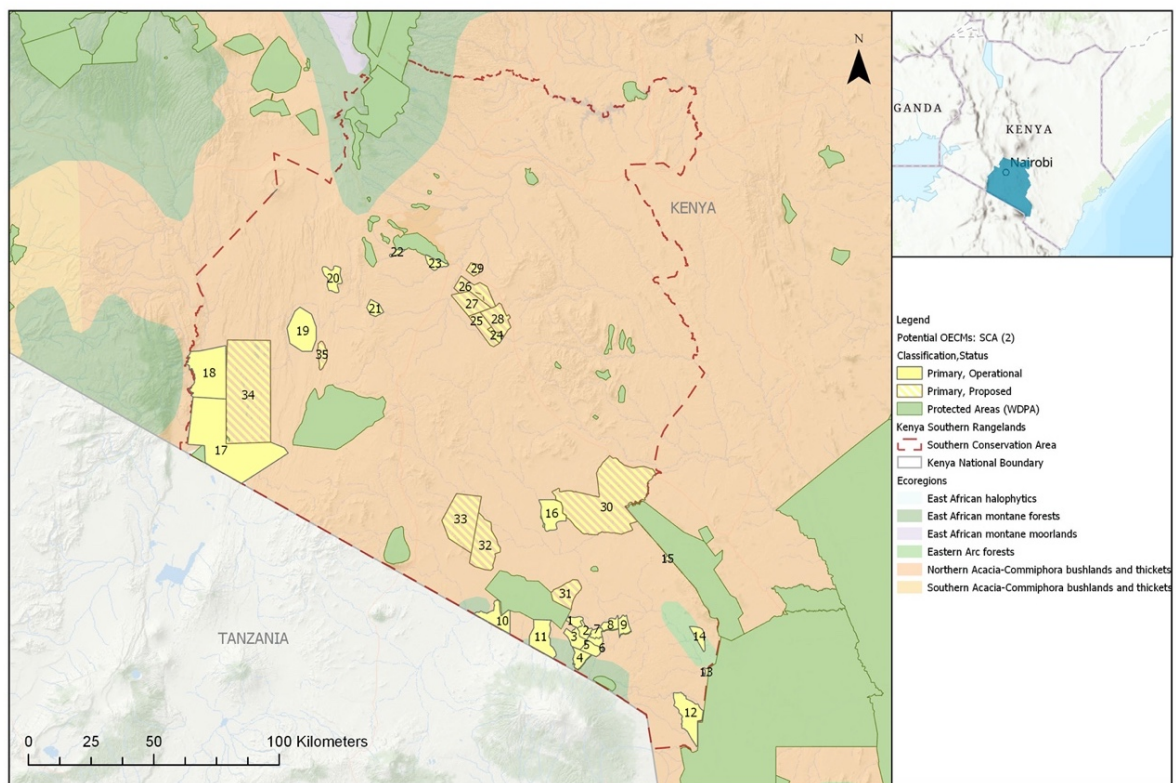 N
KENYA
22
23
29
20
26
27
21
28
25
24
19
35
18
34
17
30
16
33
32
15
31
10
1
11
2
7
8
9
3
5
6
4
14
13
12
TANZANIA
0 25 50 100 Kilometers
GANDA
KENYA
Nairobi
Legend
Potential OECMs: SCA (2)
Classification,Status
Primary, Operational
Primary, Proposed
Protected Areas (WDPA)
Kenya Southern Rangelands
Southern Conservation Area
Kenya National Boundary
Ecoregions
East African halophytics
East African montane forests
East African montane moorlands
Eastern Arc forests
Northern Acacia-Commiphora bushlands and thickets
Southern Acacia-Commiphora bushlands and thickets